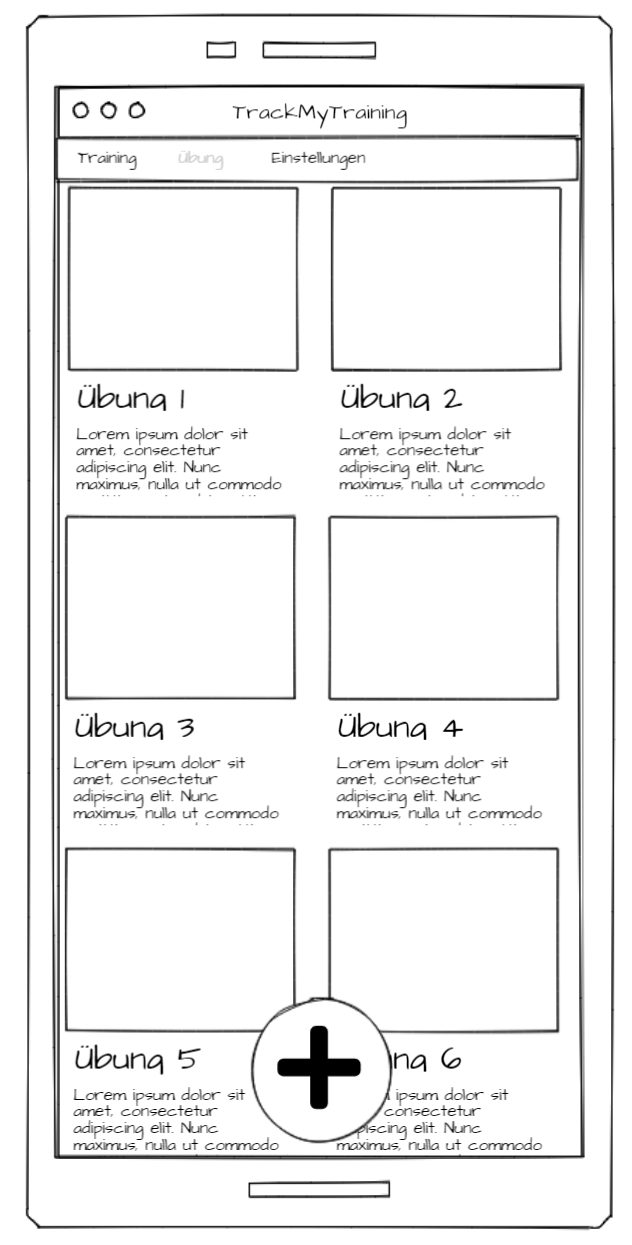 TrackMyTraining
Training Übung Einstellungen
Übung 1
Lorem ipsum dolor sit
amet, consectetur
adipiscing elit. Nunc
maximus, nulla ut commodo
Übung 2
Lorem ipsum dolor sit
amet, consectetur
adipiscing elit. Nunc
maximus, nulla ut commodo
Übung 3
Lorem ipsum dolor sit
amet, consectetur
adipiscing elit. Nunc
maximus, nulla ut commodo
Übung 4
Lorem ipsum dolor sit
amet, consectetur
adipiscing elit. Nunc
maximus, nulla ut commodo
Übung 5
Lorem ipsum dolor sit
amet, consectetur
adipiscing elit. Nunc
maximus, nulla ut commodo
ng 6
ipsum dolor sit
consectetur
elit. Nunc
maximus, nulla ut commodo